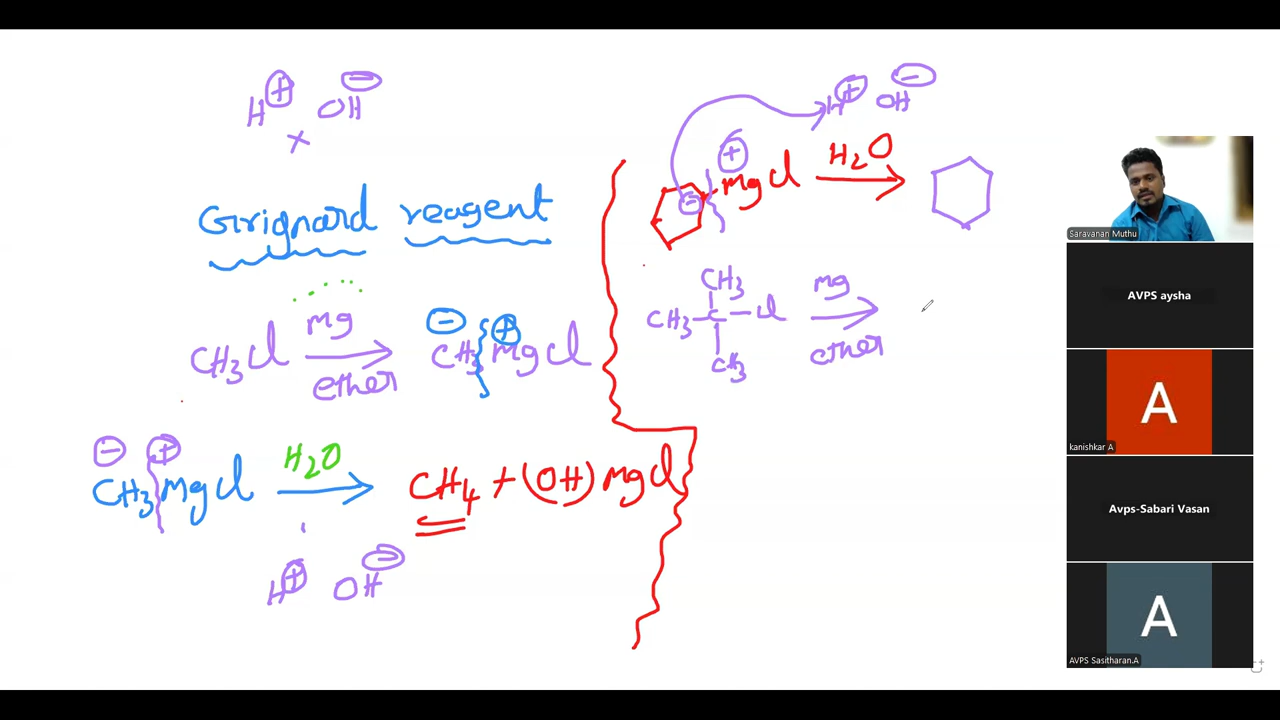 H⊕ OH⊖
×
Grignard reagent
CH₃Cl mg ether → CH₃⊖ mgCl⊕
⊖ ⊕
CH₃mgCl H₂O → CH₄ + (OH)mgCl
H⊕ OH⊖
H⊕ OH⊖
⊖ ⊕ mgCl H₂O →
CH₃
CH₃-C-Cl mg ether →
CH₃
Saravanan Muthu
AVPS aysha
A
kanishkar A
Avps-Sabari Vasan
A
AVPS Sasitharan.A